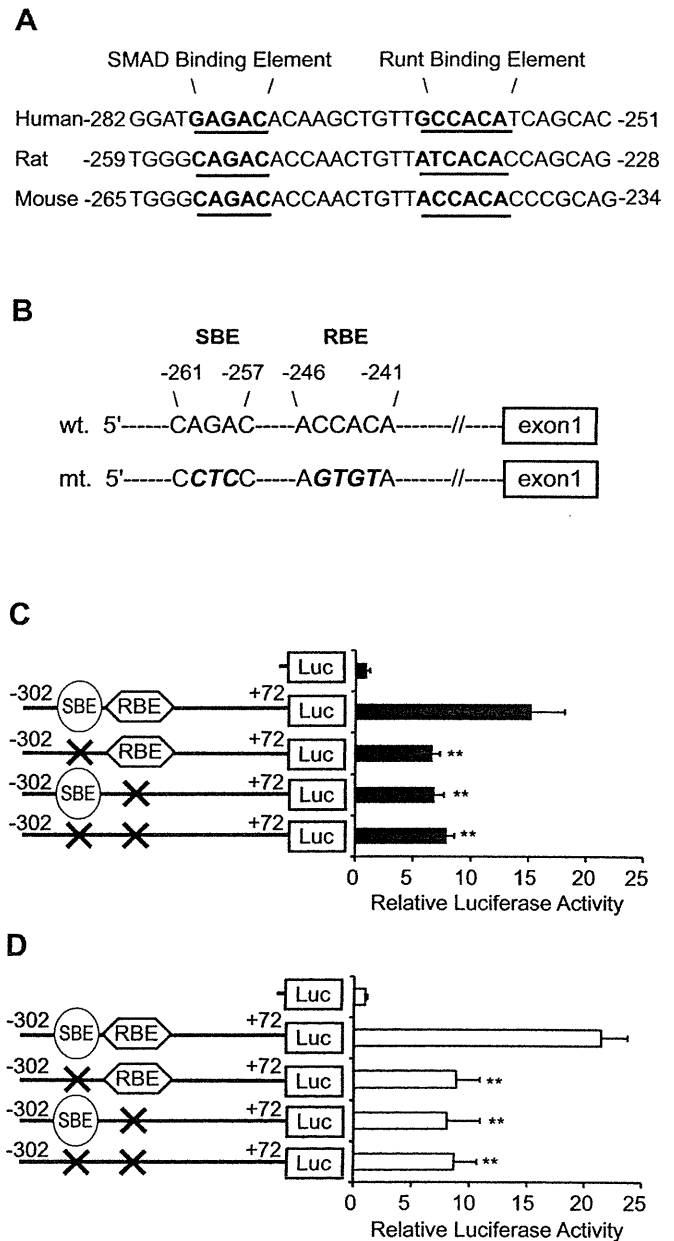 A
SMAD Binding Element Runt Binding Element
Human-282 GGATGAGACACAAGCTGTTGCCACATCAGCAC -251
Rat -259TGGGCAGACACCAACTGTTATCACACCAGCAG -228
Mouse -265TGGGCAGACACCAACTGTTACCACACCCGCAG-234
B
SBE RBE
-261 -257 -246 -241
wt. 5'------CAGAC-----ACCACA------//-----exon1
mt. 5'------CCTCC-----AGTGTA------//-----exon1
C
Luc
-302 SBE RBE +72 Luc
-302 RBE +72 Luc **
-302 SBE +72 Luc **
-302 +72 Luc **
0 5 10 15 20 25
Relative Luciferase Activity
D
Luc
-302 SBE RBE +72 Luc
-302 RBE +72 Luc **
-302 SBE +72 Luc **
-302 +72 Luc **
0 5 10 15 20 25
Relative Luciferase Activity